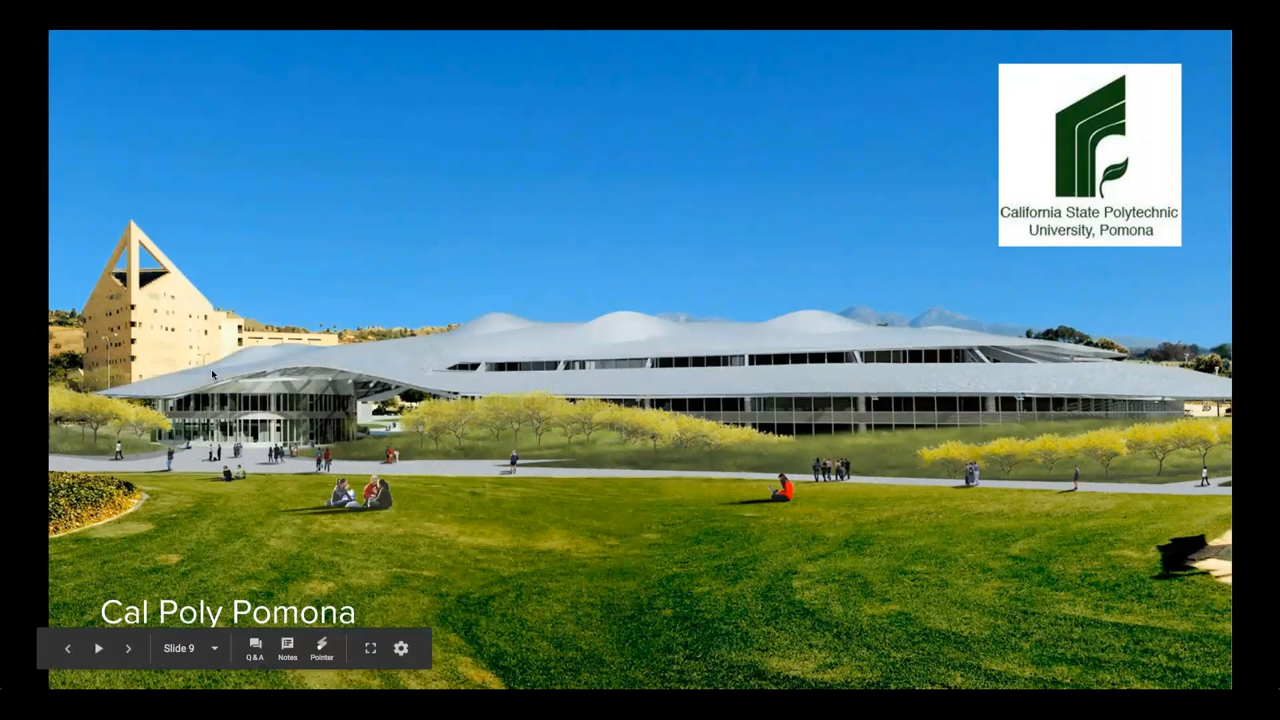 California State Polytechnic
University, Pomona
Cal Poly Pomona
Slide 9
Q & A
Notes
Pointer